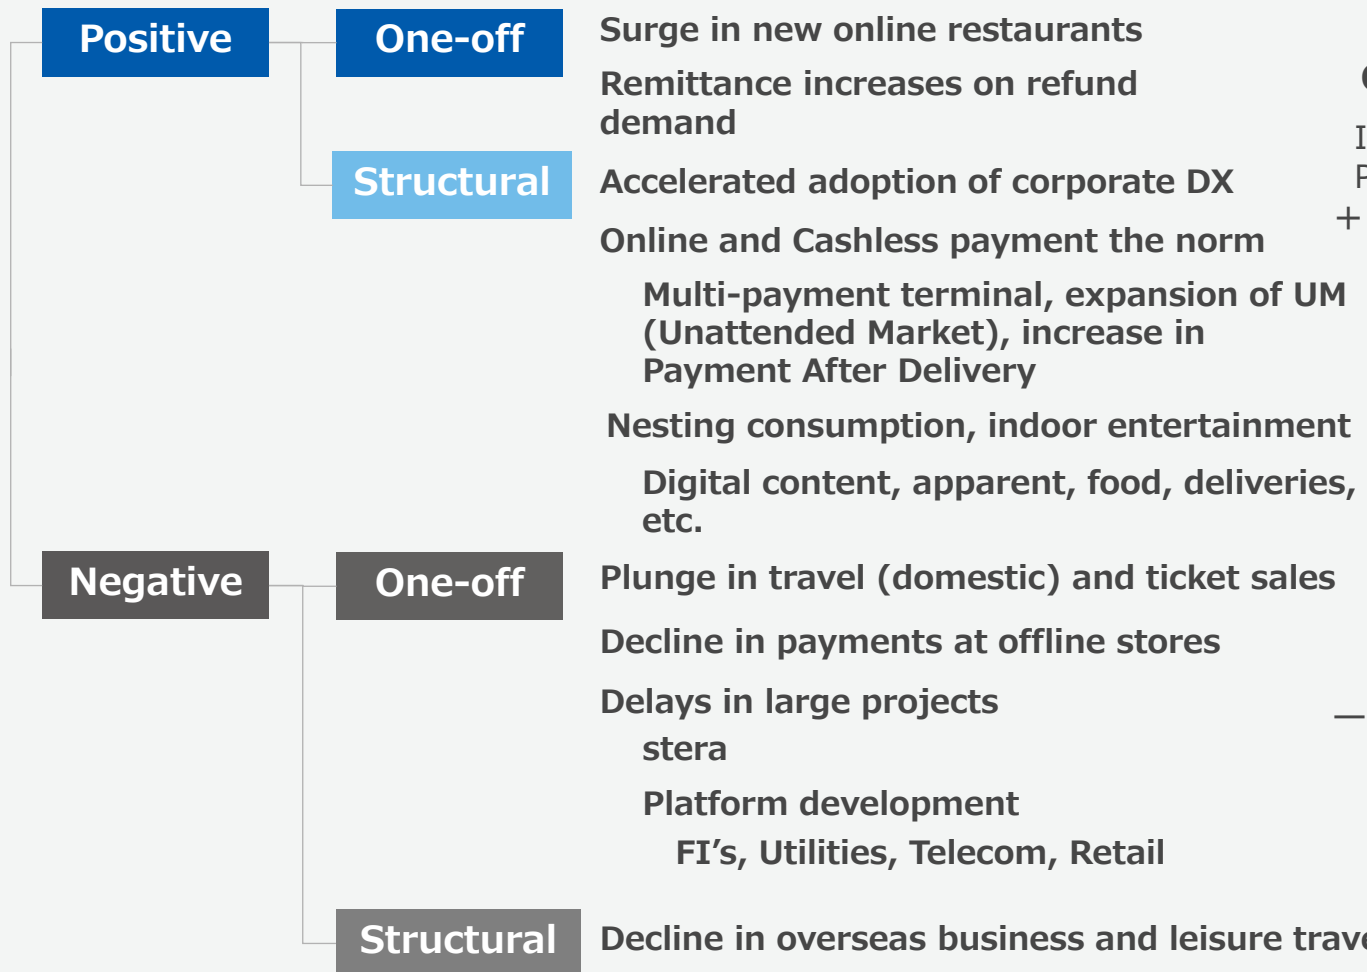 Positive
One-off
Surge in new online restaurants
Remittance increases on refund
demand
Structural
Accelerated adoption of corporate DX
Online and Cashless payment the norm
Multi-payment terminal, expansion of UM
(Unattended Market), increase in
Payment After Delivery
Nesting consumption, indoor entertainment
Digital content, apparent, food, deliveries,
etc.
Negative
One-off
Plunge in travel (domestic) and ticket sales
Decline in payments at offline stores
Delays in large projects
stera
Platform development
FI's, Utilities, Telecom, Retail
Structural
Decline in overseas business and leisure
+
—